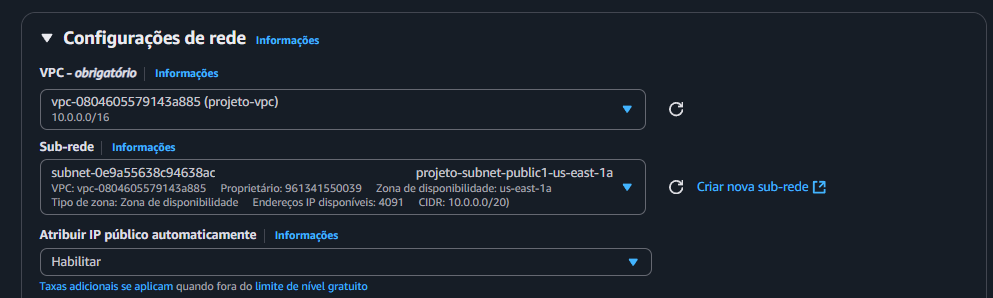 Configurações de rede Informações
VPC - obrigatório Informações
vpc-0804605579143a885 (projeto-vpc)
10.0.0.0/16
Sub-rede Informações
subnet-0e9a55638c94638ac projeto-subnet-public1-us-east-1a
VPC: vpc-0804605579143a885 Proprietário: 961341550039 Zona de disponibilidade: us-east-1a
Tipo de zona: Zona de disponibilidade Endereços IP disponíveis: 4091 CIDR: 10.0.0.0/20)
Criar nova sub-rede
Atribuir IP público automaticamente Informações
Habilitar
Taxas adicionais se aplicam quando fora do limite de nível gratuito